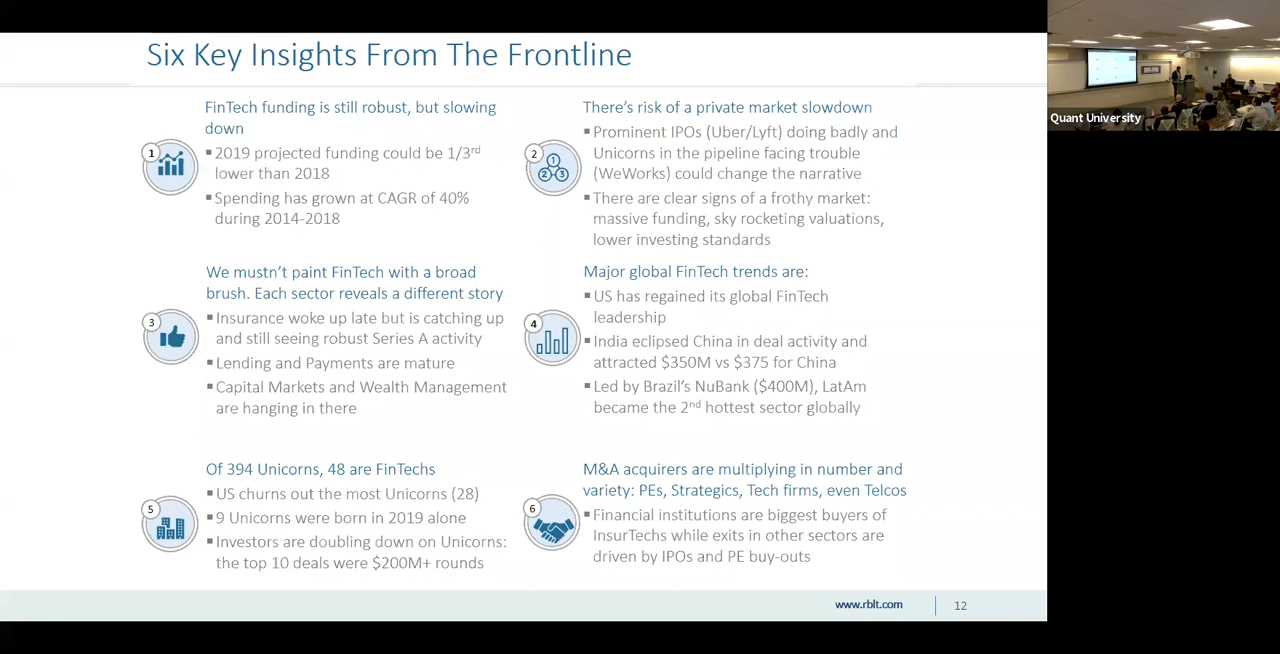 Six Key Insights From The Frontline
1
FinTech funding is still robust, but slowing
down
▪2019 projected funding could be 1/3rd
lower than 2018
▪Spending has grown at CAGR of 40%
during 2014-2018
2
1
2 3
There's risk of a private market slowdown
▪Prominent IPOs (Uber/Lyft) doing badly and
Unicorns in the pipeline facing trouble
(WeWorks) could change the narrative
▪There are clear signs of a frothy market:
massive funding, sky rocketing valuations,
lower investing standards
3
We mustn't paint FinTech with a broad
brush. Each sector reveals a different story
▪Insurance woke up late but is catching up
and still seeing robust Series A activity
▪Lending and Payments are mature
▪Capital Markets and Wealth Management
are hanging in there
4
Major global FinTech trends are:
▪US has regained its global FinTech
leadership
▪India eclipsed China in deal activity and
attracted $350M vs $375 for China
▪Led by Brazil's NuBank ($400M), LatAm
became the 2nd hottest sector globally
5
Of 394 Unicorns, 48 are FinTechs
▪US churns out the most Unicorns (28)
▪9 Unicorns were born in 2019 alone
▪Investors are doubling down on Unicorns:
the top 10 deals were $200M+ rounds
6
M&A acquirers are multiplying in number and
variety: PEs, Strategics, Tech firms, even Telcos
▪Financial institutions are biggest buyers of
InsurTechs while exits in other sectors are
driven by IPOs and PE buy-outs
www.rblt.com
12
Quant University